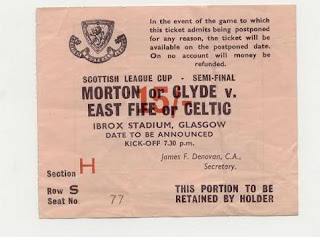 In the event of the game to which
this ticket admits being postponed
for any reason, the ticket will
be available on the postponed date.
On no account will money be
refunded.
SCOTTISH LEAGUE CUP - SEMI-FINAL
MORTON or CLYDE v.
15/-
EAST FIFE or CELTIC
IBROX STADIUM, GLASGOW
DATE TO BE ANNOUNCED
KICK-OFF 7.30 p.m.
James F. Denovan, C.A.,
Secretary.
Section H
Row S
Seat No. 77
THIS PORTION TO BE
RETAINED BY HOLDER